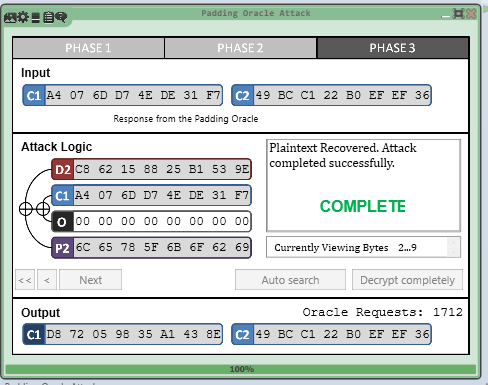 Padding Oracle Attack
PHASE 1 PHASE 2 PHASE 3
Input
C1 A4 07 6D D7 4E DE 31 F7 C2 49 BC C1 22 B0 EF EF 36
Response from the Padding Oracle
Attack Logic
D2 C8 62 15 88 25 B1 53 9E
C1 A4 07 6D D7 4E DE 31 F7
O 00 00 00 00 00 00 00 00
P2 6C 65 78 5F 6B 6F 62 69
Plaintext Recovered. Attack
completed successfully.
COMPLETE
Currently Viewing Bytes 2...9
<< < Next Auto search Decrypt completely
Output Oracle Requests: 1712
C1 D8 72 05 98 35 A1 43 8E C2 49 BC C1 22 B0 EF EF 36
100%